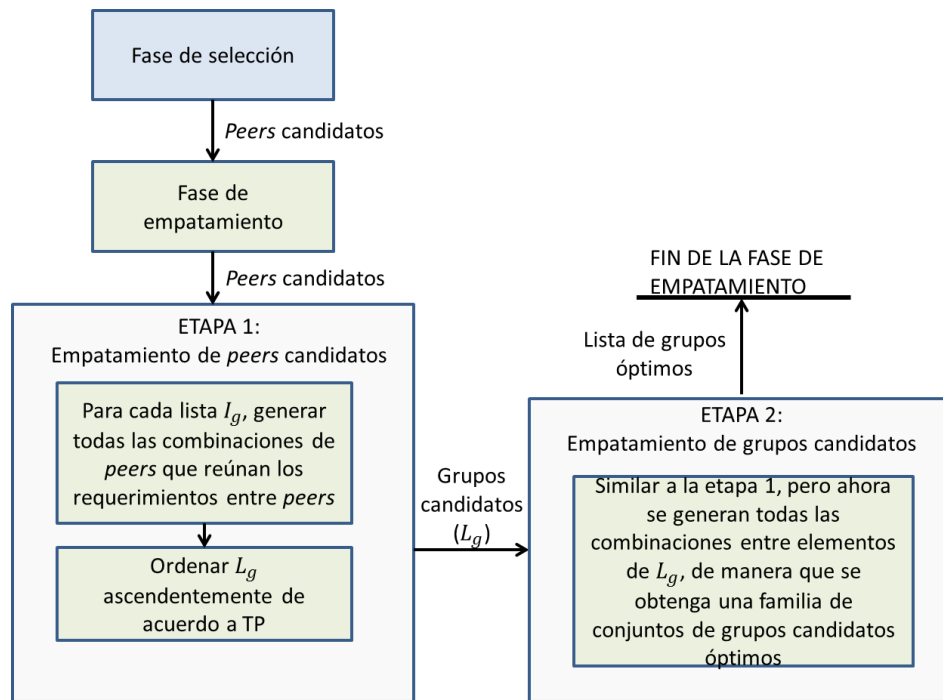 Fase de selección
Peers candidatos
Fase de
empatamiento
Peers candidatos
ETAPA 1:
Empatamiento de peers candidatos
Para cada lista I_g, generar
todas las combinaciones de
peers que reúnan los
requerimientos entre peers
Ordenar L_g
ascendentemente de
acuerdo a TP
Grupos
candidatos
(L_g)
FIN DE LA FASE DE
EMPATAMIENTO
Lista de grupos
óptimos
ETAPA 2:
Empatamiento de grupos candidatos
Similar a la etapa 1, pero ahora
se generan todas las
combinaciones entre elementos
de L_g, de manera que se
obtenga una familia de
conjuntos de grupos candidatos
óptimos